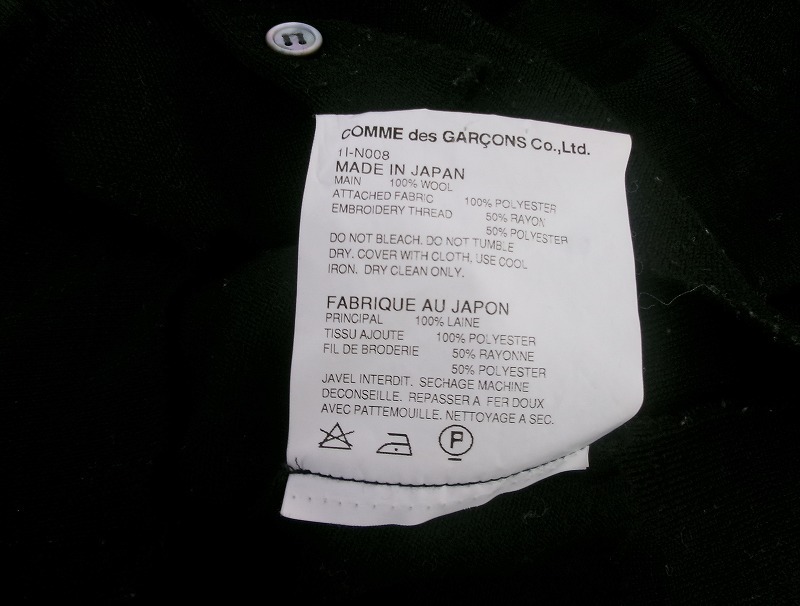 COMME des GARÇONS Co.,Ltd.
1I-N008
MADE IN JAPAN
MAIN 100% WOOL
ATTACHED FABRIC 100% POLYESTER
EMBROIDERY THREAD 50% RAYON
50% POLYESTER
DO NOT BLEACH. DO NOT TUMBLE
DRY. COVER WITH CLOTH, USE COOL
IRON. DRY CLEAN ONLY.
FABRIQUE AU JAPON
PRINCIPAL 100% LAINE
TISSU AJOUTE 100% POLYESTER
FIL DE BRODERIE 50% RAYONNE
50% POLYESTER
JAVEL INTERDIT. SECHAGE MACHINE
DECONSEILLE. REPASSER A FER DOUX
AVEC PATTEMOUILLE. NETTOYAGE A SEC.
P